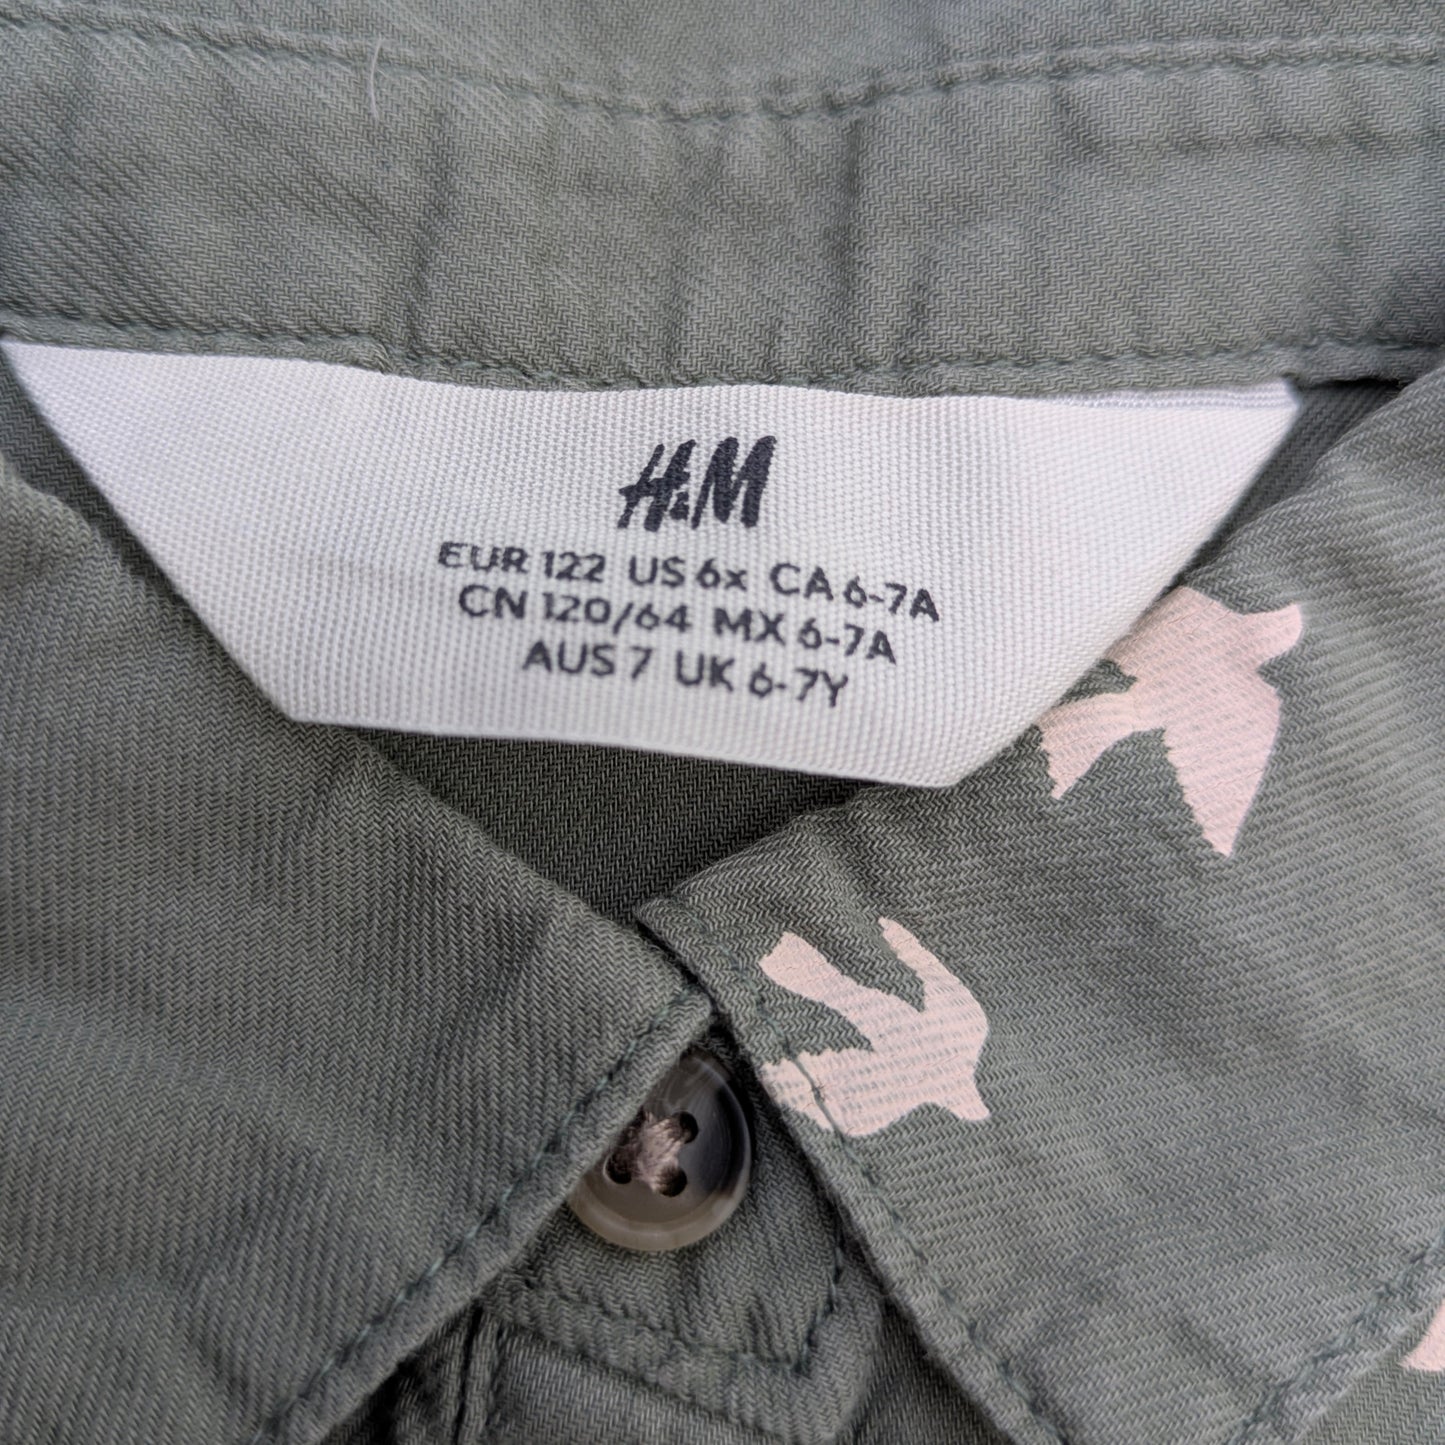 H&M
EUR 122 US 6x CA 6-7A
CN 120/64 MX 6-7A
AUS 7 UK 6-7Y